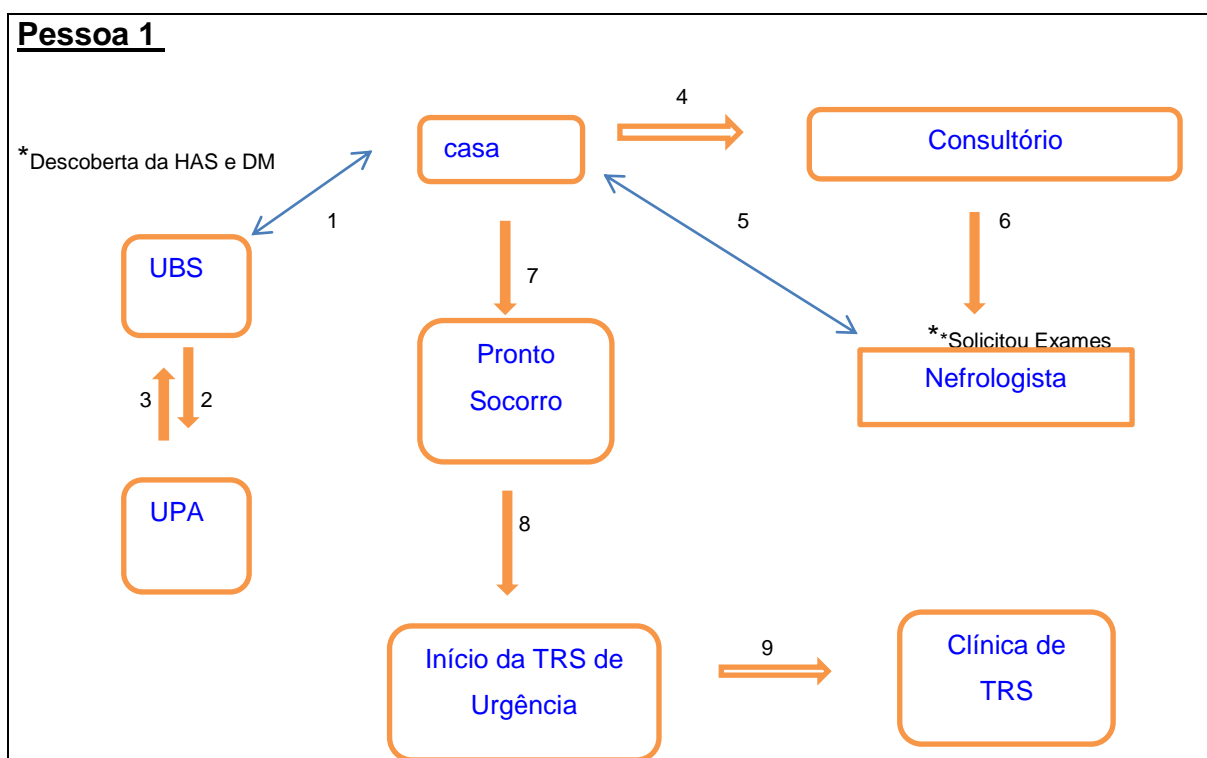 Pessoa 1
4
casa
Consultório
*Descoberta da HAS e DM
1
5
6
UBS
7
**Solicitou Exames
Pronto
Socorro
Nefrologista
3
2
UPA
8
Início da TRS de
Urgência
9
Clínica de
TRS